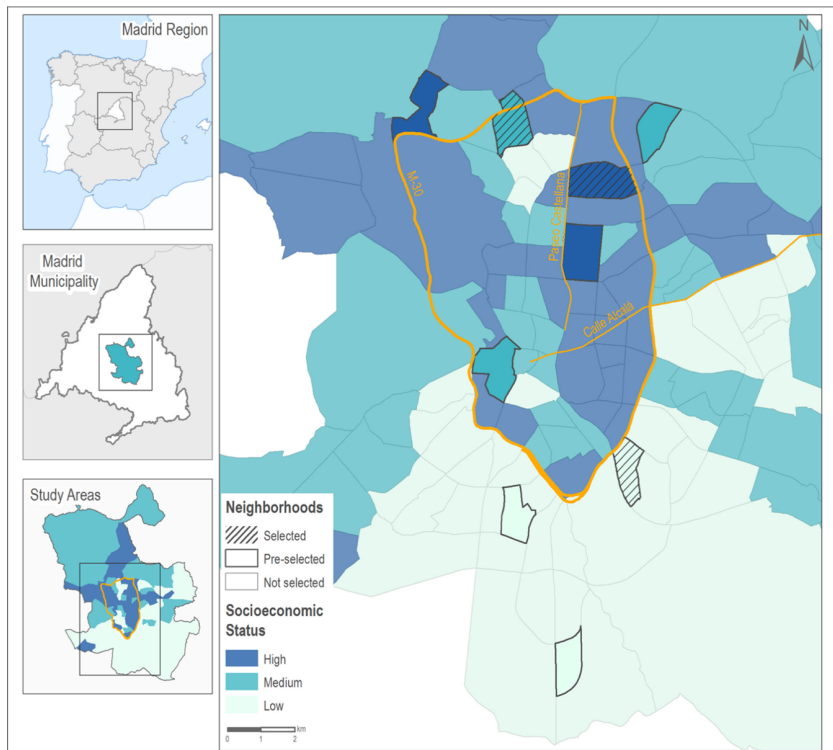 Madrid Region
Madrid
Municipality
Study Areas
N
M-30
Paseo Castellana
Calle Alcalá
Neighborhoods
Selected
Pre-selected
Not selected
Socioeconomic
Status
High
Medium
Low
0 1 2 km